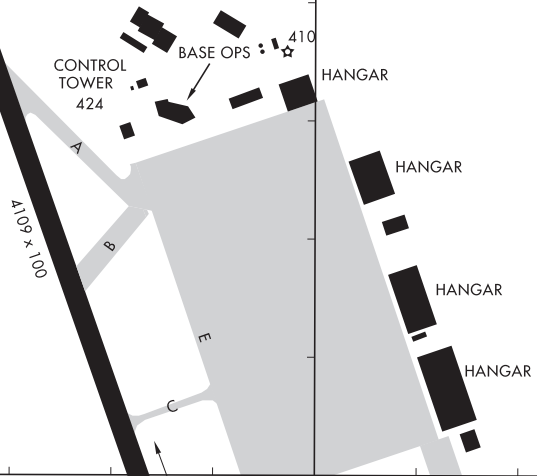 410
BASE OPS
CONTROL
TOWER
424
HANGAR
A
HANGAR
4109 x 100
B
HANGAR
E
HANGAR
C